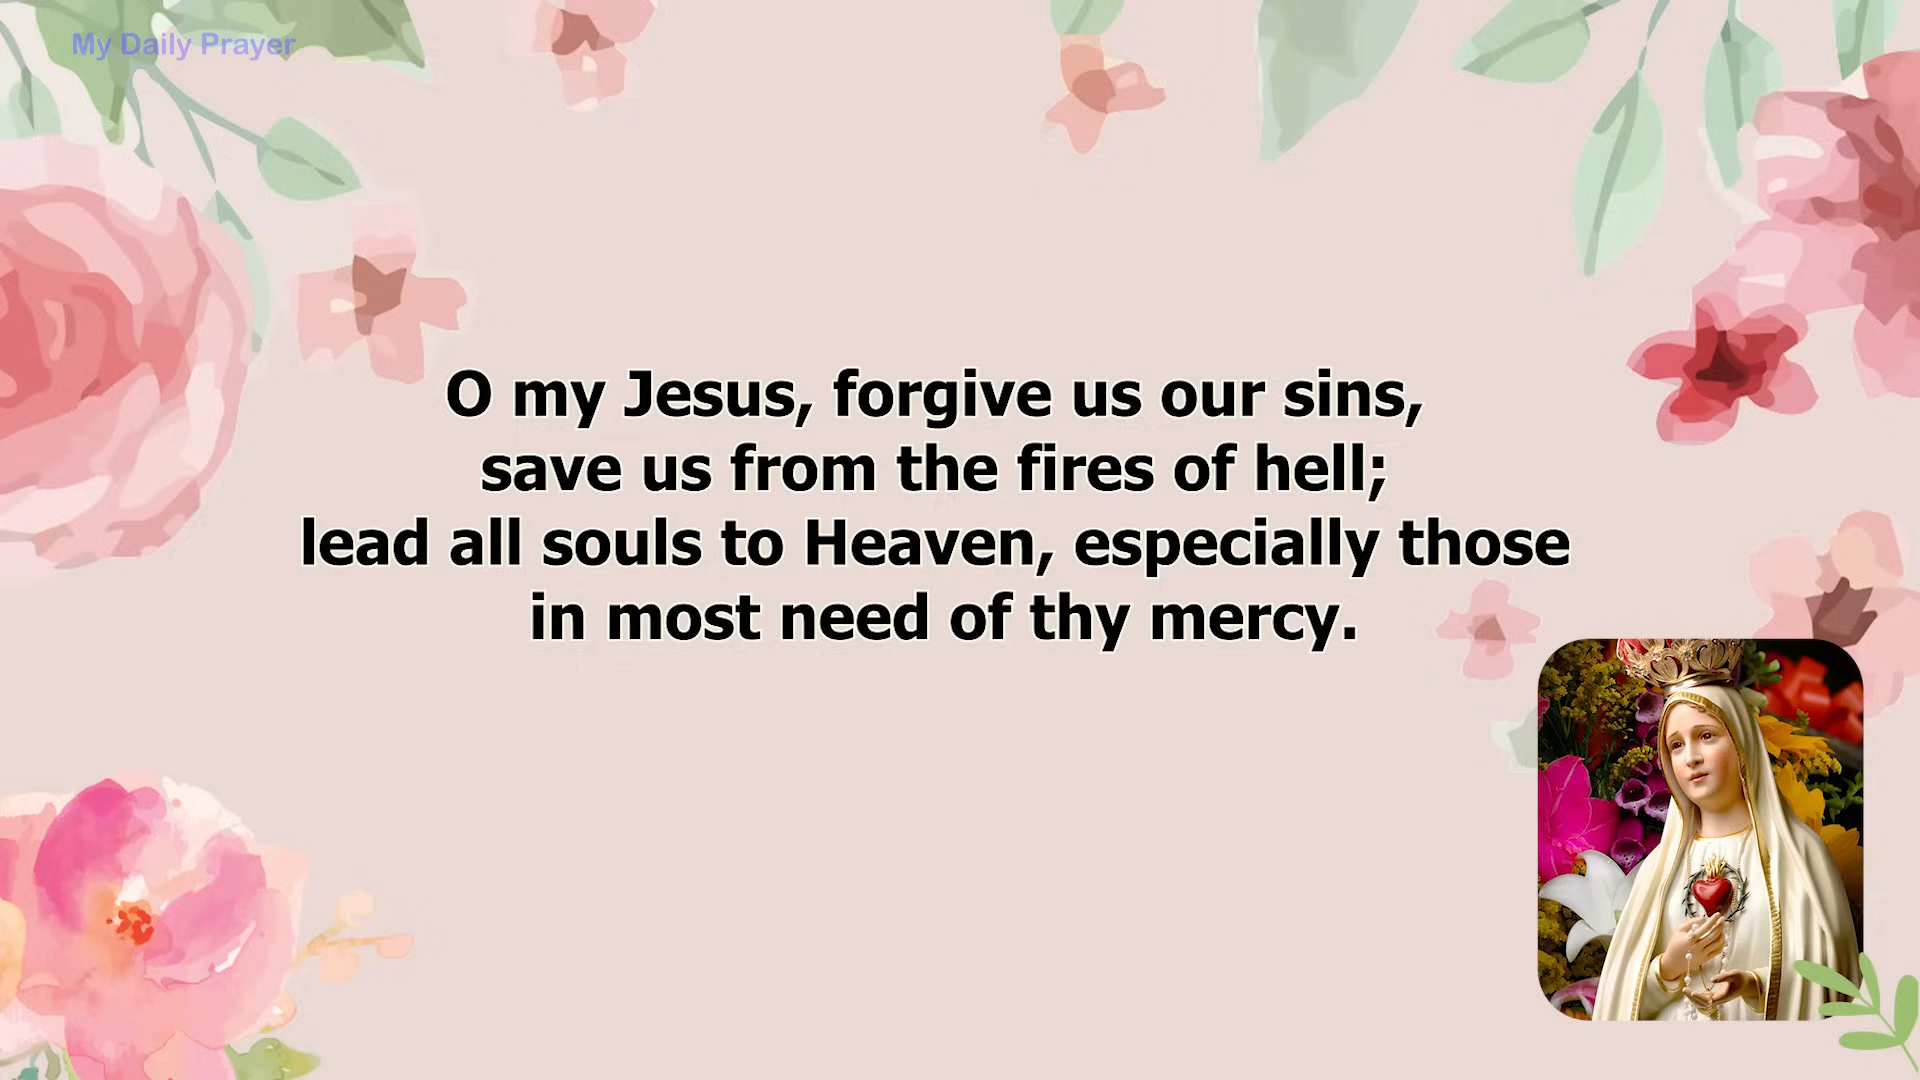 My Daily Prayer
O my Jesus, forgive us our sins,
save us from the fires of hell;
lead all souls to Heaven, especially those
in most need of thy mercy.